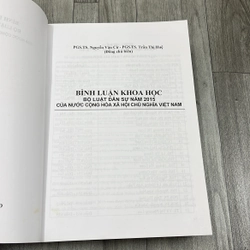 PGS.TS. Nguyễn Văn Cừ - PGS.TS. Trần Thị Huệ
(Đồng chủ biên)
BÌNH LUẬN KHOA HỌC
BỘ LUẬT DÂN SỰ NĂM 2015
CỦA NƯỚC CỘNG HÒA XÃ HỘI CHỦ NGHĨA VIỆT NAM